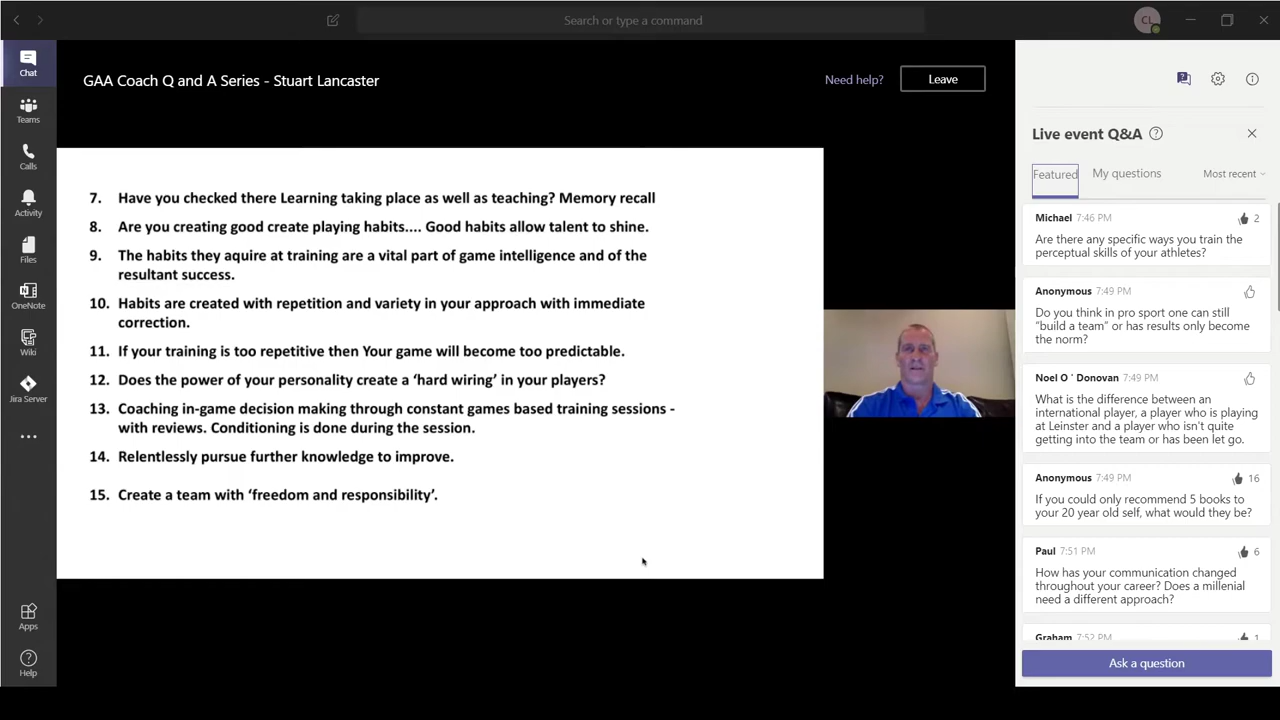 Search or type a command
CL
Chat
Teams
Calls
Activity
Files
OneNote
Wiki
Jira Server
Apps
Help
GAA Coach Q and A Series - Stuart Lancaster
Need help?
Leave
7. Have you checked there Learning taking place as well as teaching? Memory recall
8. Are you creating good create playing habits.... Good habits allow talent to shine.
9. The habits they aquire at training are a vital part of game intelligence and of the
resultant success.
10. Habits are created with repetition and variety in your approach with immediate
correction.
11. If your training is too repetitive then Your game will become too predictable.
12. Does the power of your personality create a ‘hard wiring’ in your players?
13. Coaching in-game decision making through constant games based training sessions -
with reviews. Conditioning is done during the session.
14. Relentlessly pursue further knowledge to improve.
15. Create a team with ‘freedom and responsibility’.
Live event Q&A
Featured
My questions
Most recent
Michael 7:46 PM 2
Are there any specific ways you train the
perceptual skills of your athletes?
Anonymous 7:49 PM
Do you think in pro sport one can still
"build a team" or has results only become
the norm?
Noel O ' Donovan 7:49 PM
What is the difference between an
international player, a player who is playing
at Leinster and a player who isn't quite
getting into the team or has been let go.
Anonymous 7:49 PM 16
If you could only recommend 5 books to
your 20 year old self, what would they be?
Paul 7:51 PM 6
How has your communication changed
throughout your career? Does a millenial
need a different approach?
Graham 7:52 PM 1
Ask a question